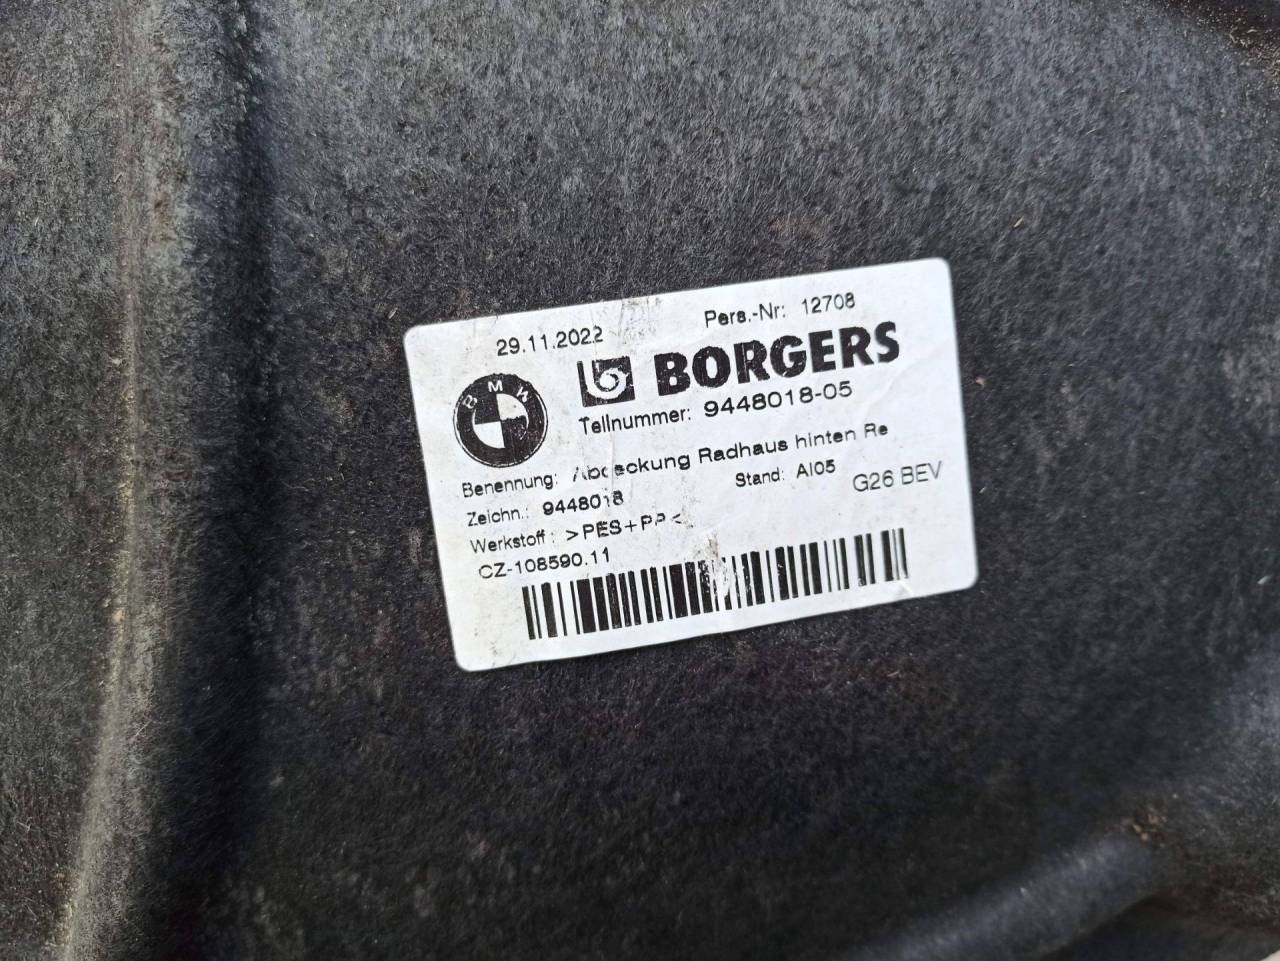 29.11.2022 Pers.-Nr: 12708
BMW BORGERS
Teilnummer: 9448018-05
Benennung: Abdeckung Radhaus hinten Re
Zeichn.: 9448018 Stand: AI05 G26 BEV
Werkstoff: >PES+PP<
CZ-108590.11